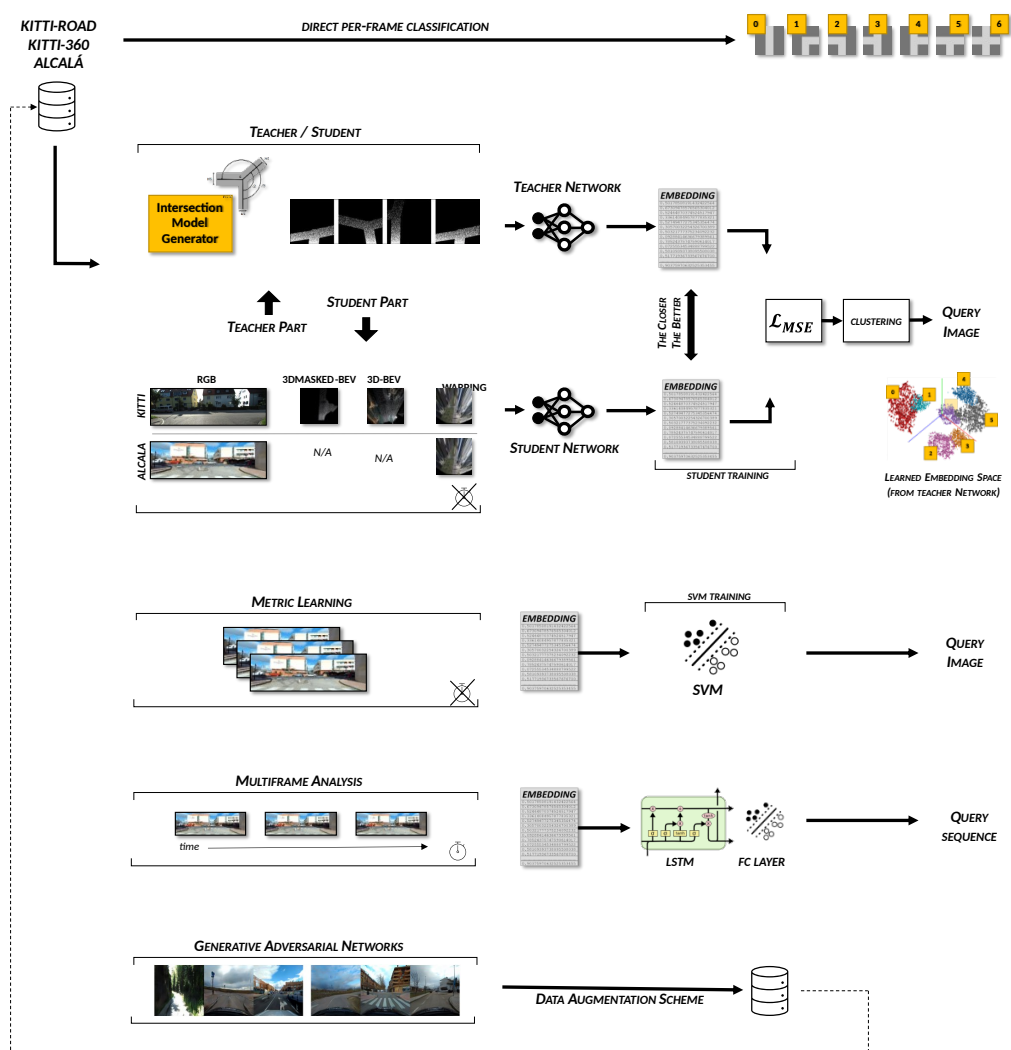 KITTI-ROAD
KITTI-360
ALCALÁ
DIRECT PER-FRAME CLASSIFICATION
0 1 2 3 4 5 6
TEACHER / STUDENT
Intersection
Model
Generator
TEACHER NETWORK
EMBEDDING
TEACHER PART
STUDENT PART
THE CLOSER
THE BETTER
ℒMSE
CLUSTERING
QUERY
IMAGE
RGB
3DMASKED-BEV
3D-BEV
WARPING
KITTI
ALCALA
N/A
N/A
STUDENT NETWORK
EMBEDDING
STUDENT TRAINING
0
1
4
LEARNED EMBEDDING SPACE
(FROM TEACHER NETWORK)
METRIC LEARNING
EMBEDDING
SVM TRAINING
SVM
QUERY
IMAGE
MULTIFRAME ANALYSIS
time
EMBEDDING
LSTM
FC LAYER
QUERY
SEQUENCE
GENERATIVE ADVERSARIAL NETWORKS
DATA AUGMENTATION SCHEME